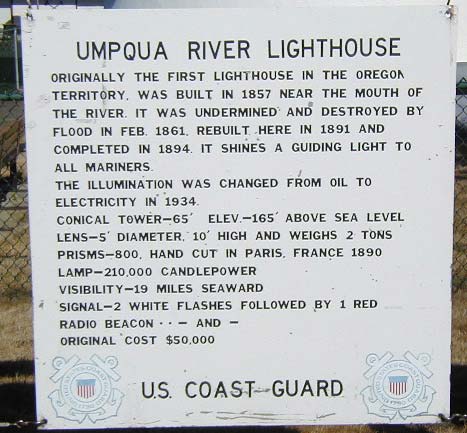 UMPQUA RIVER LIGHTHOUSE
ORIGINALLY THE FIRST LIGHTHOUSE IN THE OREGON
TERRITORY, WAS BUILT IN 1857 NEAR THE MOUTH OF
THE RIVER. IT WAS UNDERMINED AND DESTROYED BY
FLOOD IN FEB. 1861. REBUILT HERE IN 1891 AND
COMPLETED IN 1894. IT SHINES A GUIDING LIGHT TO
ALL MARINERS.
THE ILLUMINATION WAS CHANGED FROM OIL TO
ELECTRICITY IN 1934.
CONICAL TOWER-65' ELEV.-165' ABOVE SEA LEVEL
LENS-5' DIAMETER, 10' HIGH AND WEIGHS 2 TONS
PRISMS-800, HAND CUT IN PARIS, FRANCE 1890
LAMP-210,000 CANDLEPOWER
VISIBILITY-19 MILES SEAWARD
SIGNAL-2 WHITE FLASHES FOLLOWED BY 1 RED
RADIO BEACON ·· – AND –
ORIGINAL COST $50,000
U.S. COAST GUARD